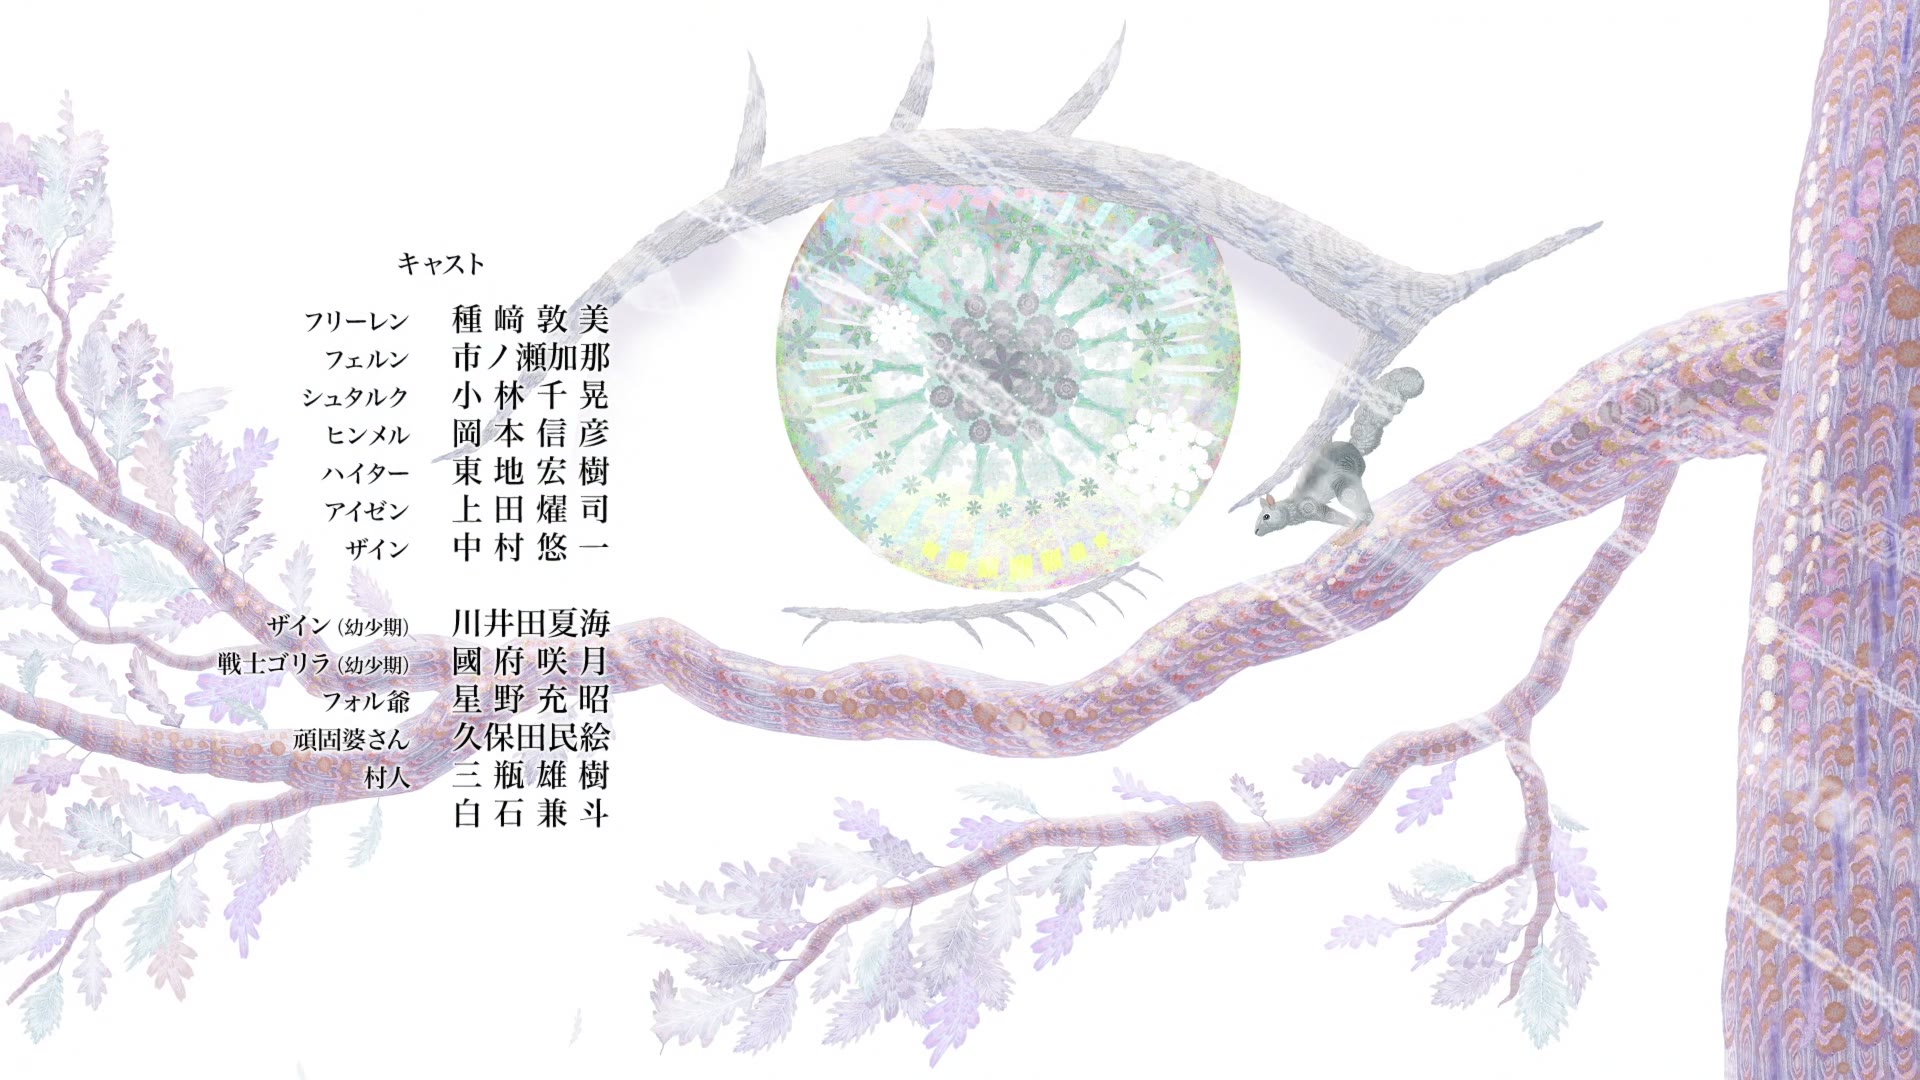 キャスト
フリーレン 種﨑敦美
フェルン 市ノ瀬加那
シュタルク 小林千晃
ヒンメル 岡本信彦
ハイター 東地宏樹
アイゼン 上田燿司
ザイン 中村悠一
ザイン（幼少期） 川井田夏海
戦士ゴリラ（幼少期） 國府咲月
フォル爺 星野充昭
頑固婆さん 久保田民絵
村人 三瓶雄樹
白石兼斗